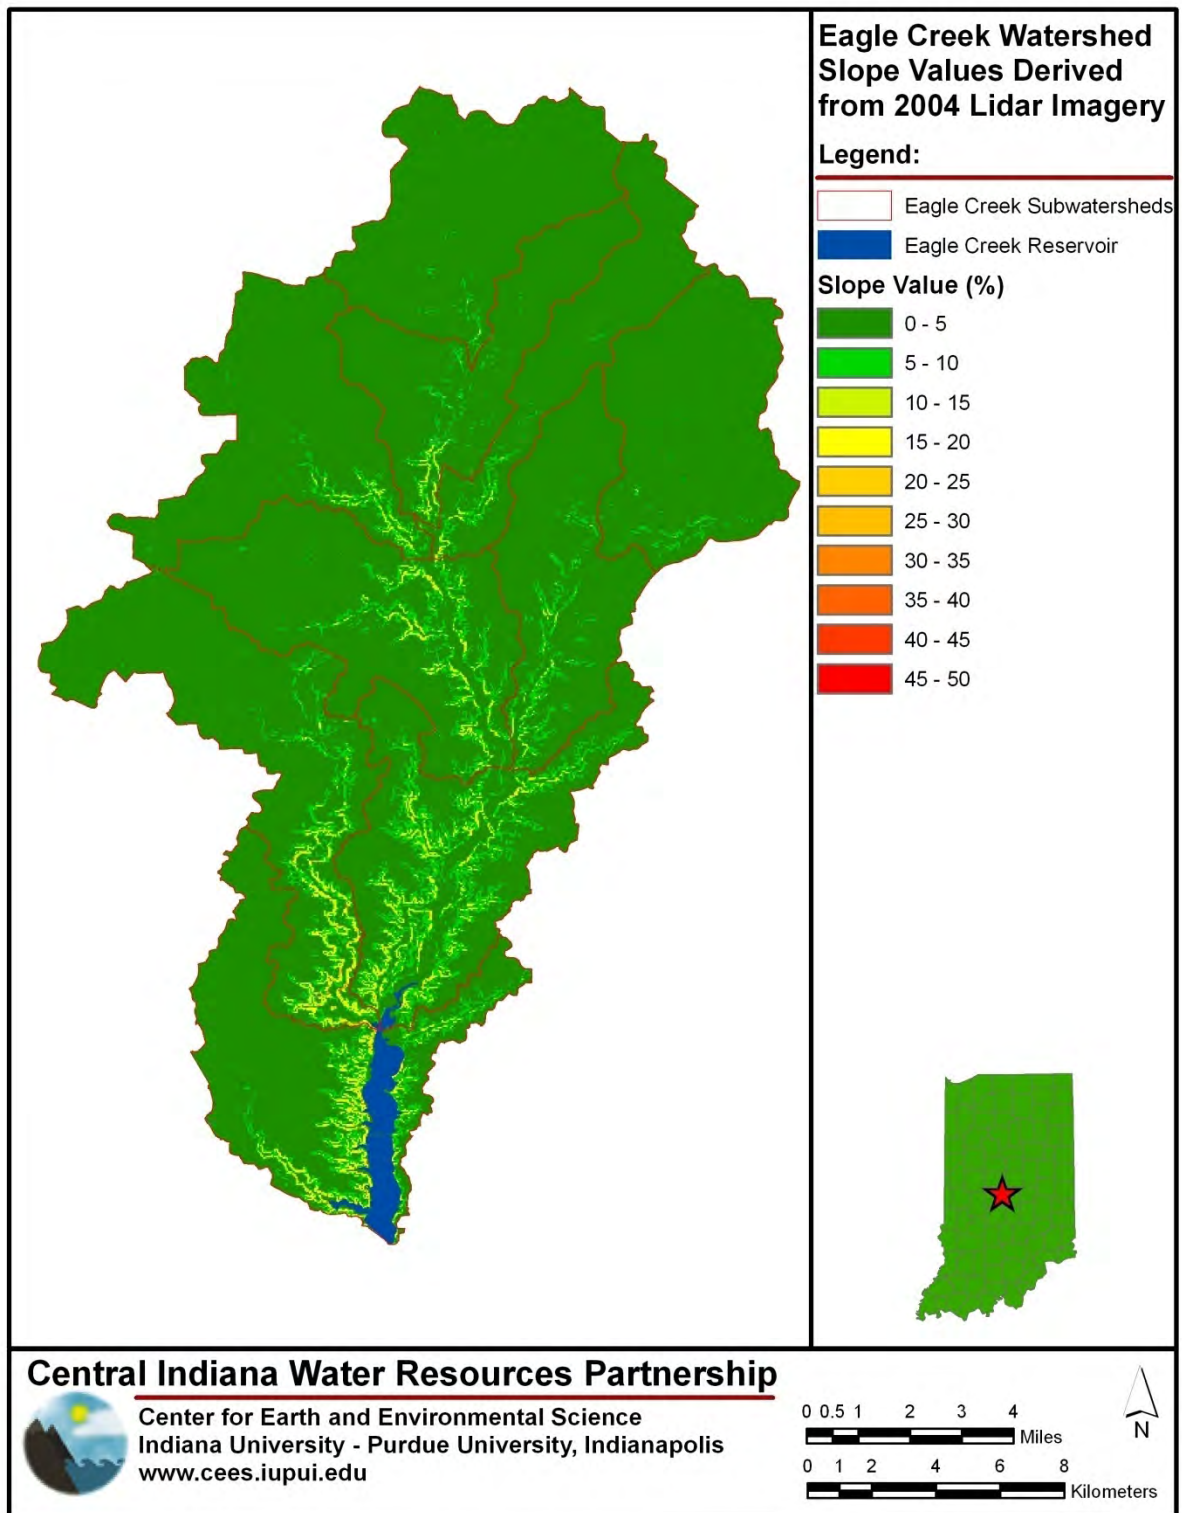 Eagle Creek Watershed
Slope Values Derived
from 2004 Lidar Imagery
Legend:
Eagle Creek Subwatersheds
Eagle Creek Reservoir
Slope Value (%)
0 - 5
5 - 10
10 - 15
15 - 20
20 - 25
25 - 30
30 - 35
35 - 40
40 - 45
45 - 50
Central Indiana Water Resources Partnership
Center for Earth and Environmental Science
Indiana University - Purdue University, Indianapolis
www.cees.iupui.edu
0 0.5 1 2 3 4
Miles
0 1 2 4 6 8
Kilometers
N